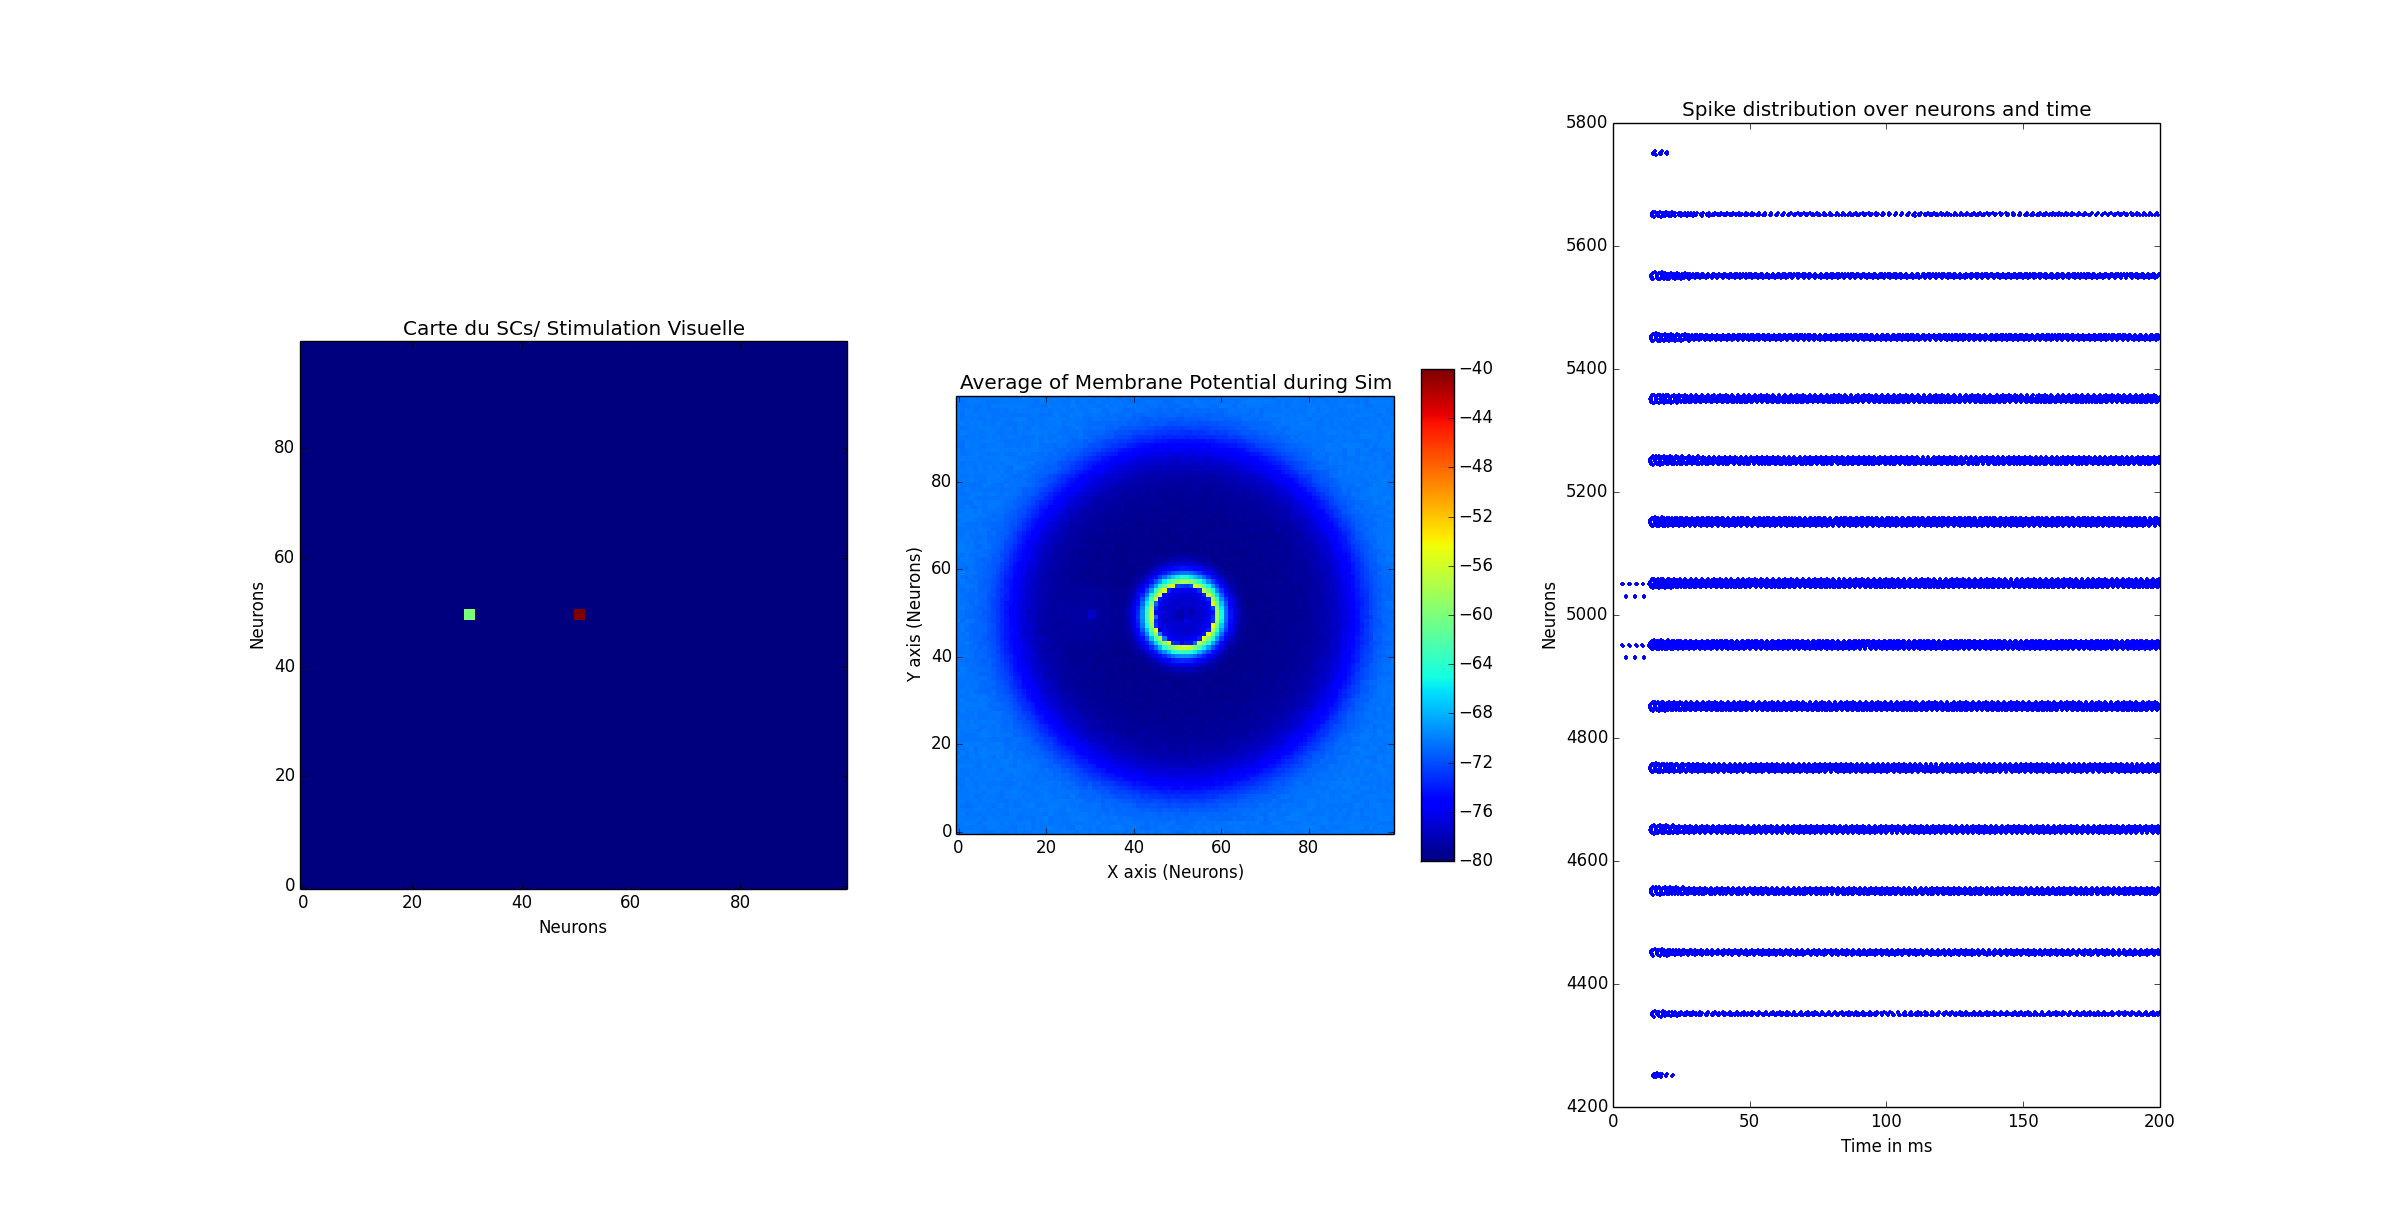 Carte du SCs/ Stimulation Visuelle
80
60
40
20
0
Neurons
0 20 40 60 80
Neurons
Average of Membrane Potential during Sim
80
60
40
20
0
Y axis (Neurons)
0 20 40 60 80
X axis (Neurons)
−40
−44
−48
−52
−56
−60
−64
−68
−72
−76
−80
Spike distribution over neurons and time
5800
5600
5400
5200
5000
4800
4600
4400
4200
Neurons
0 50 100 150 200
Time in ms